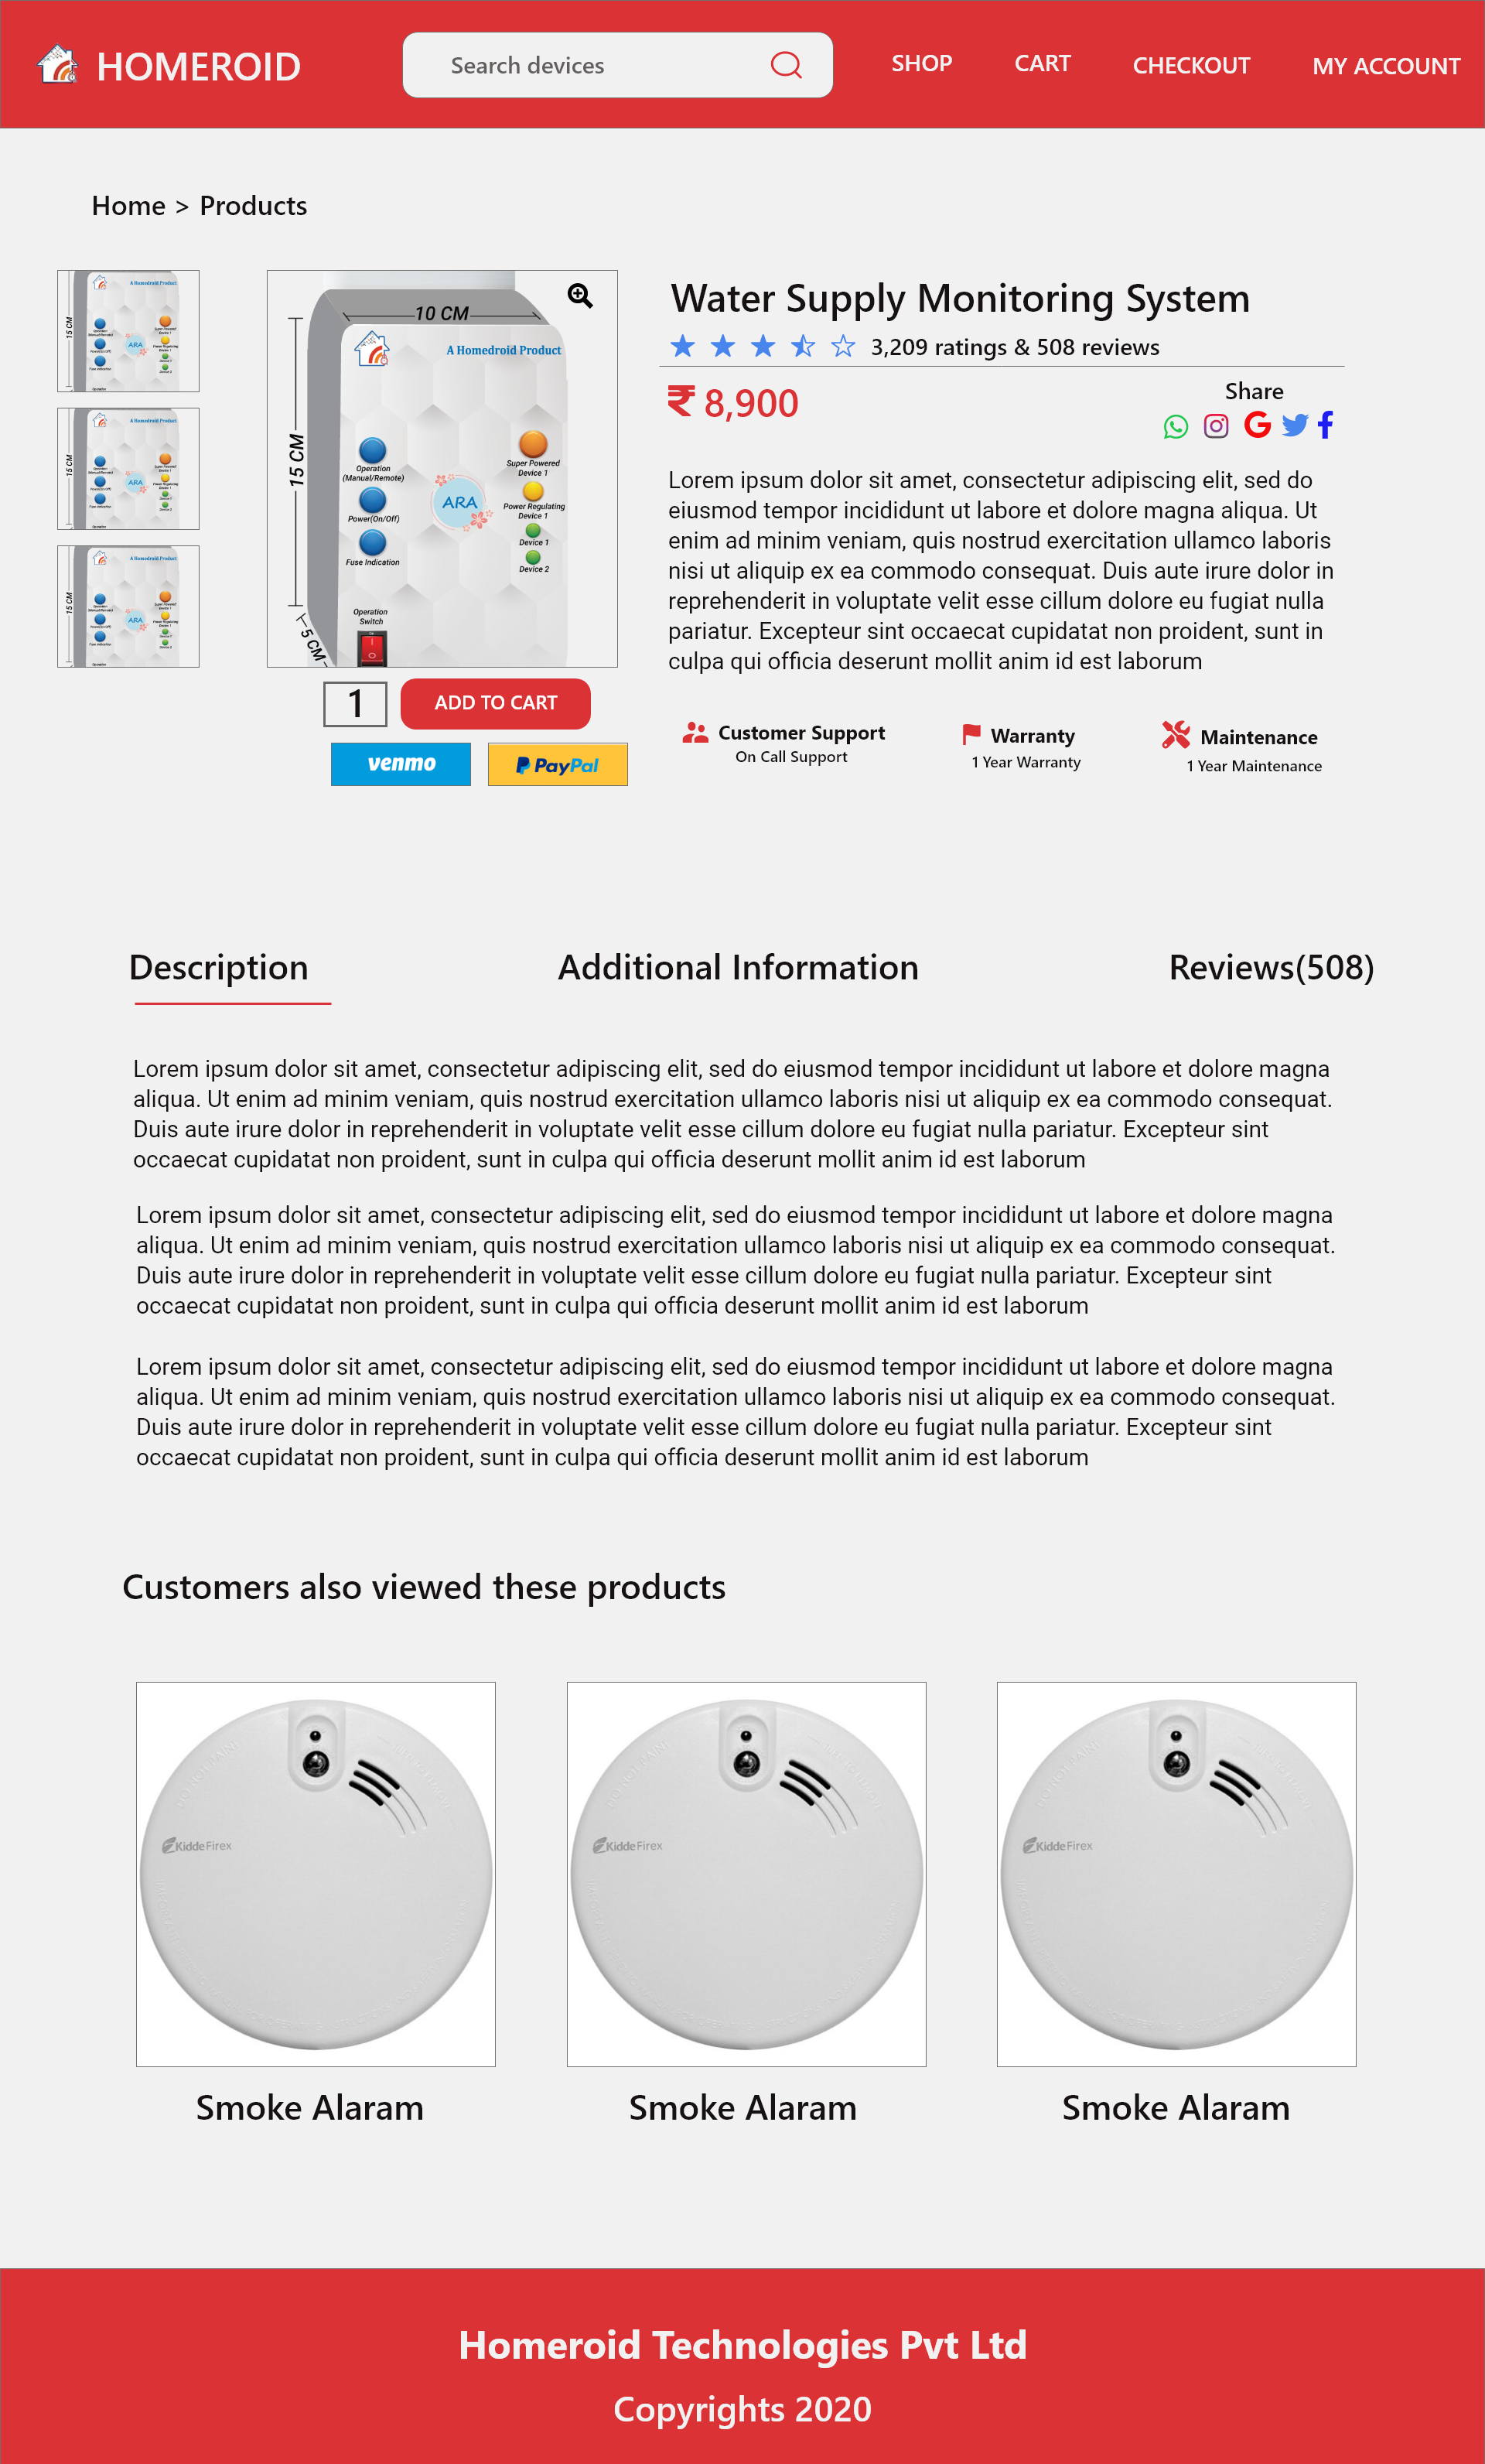 HOMEROID
Search devices
SHOP
CART
CHECKOUT
MY ACCOUNT
Home > Products
15 CM
A Homedroid Product
ARA
15 CM
A Homedroid Product
ARA
15 CM
A Homedroid Product
ARA
10 CM
A Homedroid Product
15 CM
Operation
(Manual/Remote)
Power(On/Off)
Fuse Indication
ARA
Super Powered
Device 1
Power Regulating
Device 1
Device 1
Device 2
Operation
Switch
5 CM
1
ADD TO CART
venmo
PayPal
Water Supply Monitoring System
3,209 ratings & 508 reviews
₹ 8,900
Share
Lorem ipsum dolor sit amet, consectetur adipiscing elit, sed do
eiusmod tempor incididunt ut labore et dolore magna aliqua. Ut
enim ad minim veniam, quis nostrud exercitation ullamco laboris
nisi ut aliquip ex ea commodo consequat. Duis aute irure dolor in
reprehenderit in voluptate velit esse cillum dolore eu fugiat nulla
pariatur. Excepteur sint occaecat cupidatat non proident, sunt in
culpa qui officia deserunt mollit anim id est laborum
Customer Support
On Call Support
Warranty
1 Year Warranty
Maintenance
1 Year Maintenance
Description
Additional Information
Reviews(508)
Lorem ipsum dolor sit amet, consectetur adipiscing elit, sed do eiusmod tempor incididunt ut labore et dolore magna
aliqua. Ut enim ad minim veniam, quis nostrud exercitation ullamco laboris nisi ut aliquip ex ea commodo consequat.
Duis aute irure dolor in reprehenderit in voluptate velit esse cillum dolore eu fugiat nulla pariatur. Excepteur sint
occaecat cupidatat non proident, sunt in culpa qui officia deserunt mollit anim id est laborum
Lorem ipsum dolor sit amet, consectetur adipiscing elit, sed do eiusmod tempor incididunt ut labore et dolore magna
aliqua. Ut enim ad minim veniam, quis nostrud exercitation ullamco laboris nisi ut aliquip ex ea commodo consequat.
Duis aute irure dolor in reprehenderit in voluptate velit esse cillum dolore eu fugiat nulla pariatur. Excepteur sint
occaecat cupidatat non proident, sunt in culpa qui officia deserunt mollit anim id est laborum
Lorem ipsum dolor sit amet, consectetur adipiscing elit, sed do eiusmod tempor incididunt ut labore et dolore magna
aliqua. Ut enim ad minim veniam, quis nostrud exercitation ullamco laboris nisi ut aliquip ex ea commodo consequat.
Duis aute irure dolor in reprehenderit in voluptate velit esse cillum dolore eu fugiat nulla pariatur. Excepteur sint
occaecat cupidatat non proident, sunt in culpa qui officia deserunt mollit anim id est laborum
Customers also viewed these products
Kidde Firex
Kidde Firex
Kidde Firex
Smoke Alaram
Smoke Alaram
Smoke Alaram
Homeroid Technologies Pvt Ltd
Copyrights 2020